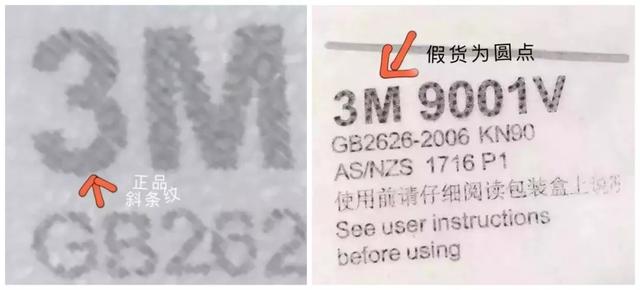 3M
正品
斜条纹
GB262
假货为圆点
3M 9001V
GB2626-2006 KN90
AS/NZS 1716 P1
使用前请仔细阅读包装盒上说
See user instructions
before using